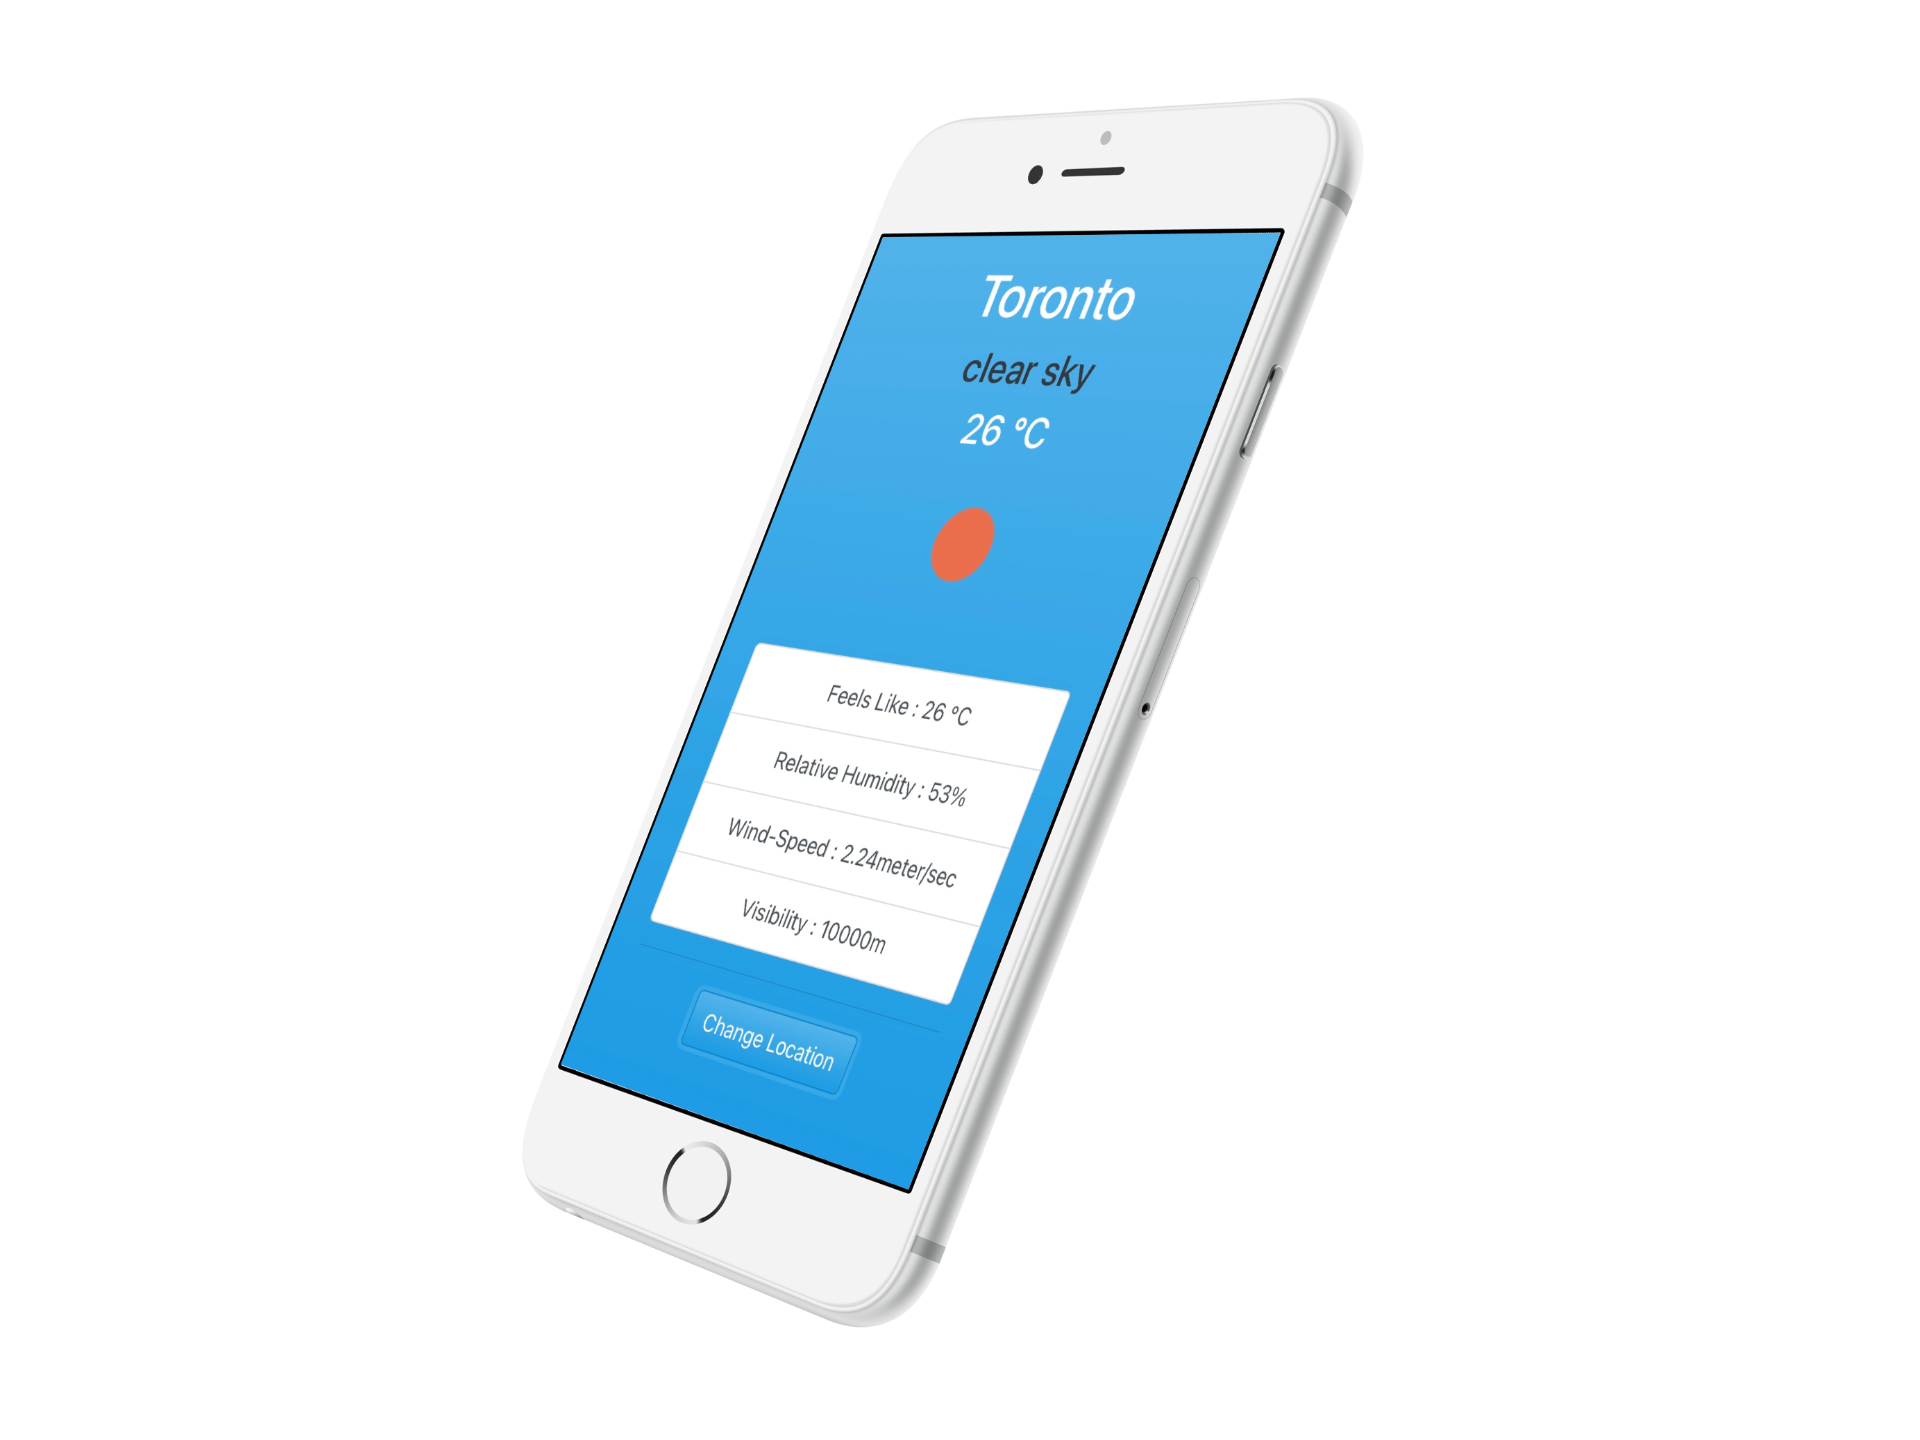 Toronto
clear sky
26 °C
Feels Like : 26 °C
Relative Humidity : 53%
Wind-Speed : 2.24meter/sec
Visibility : 10000m
Change Location